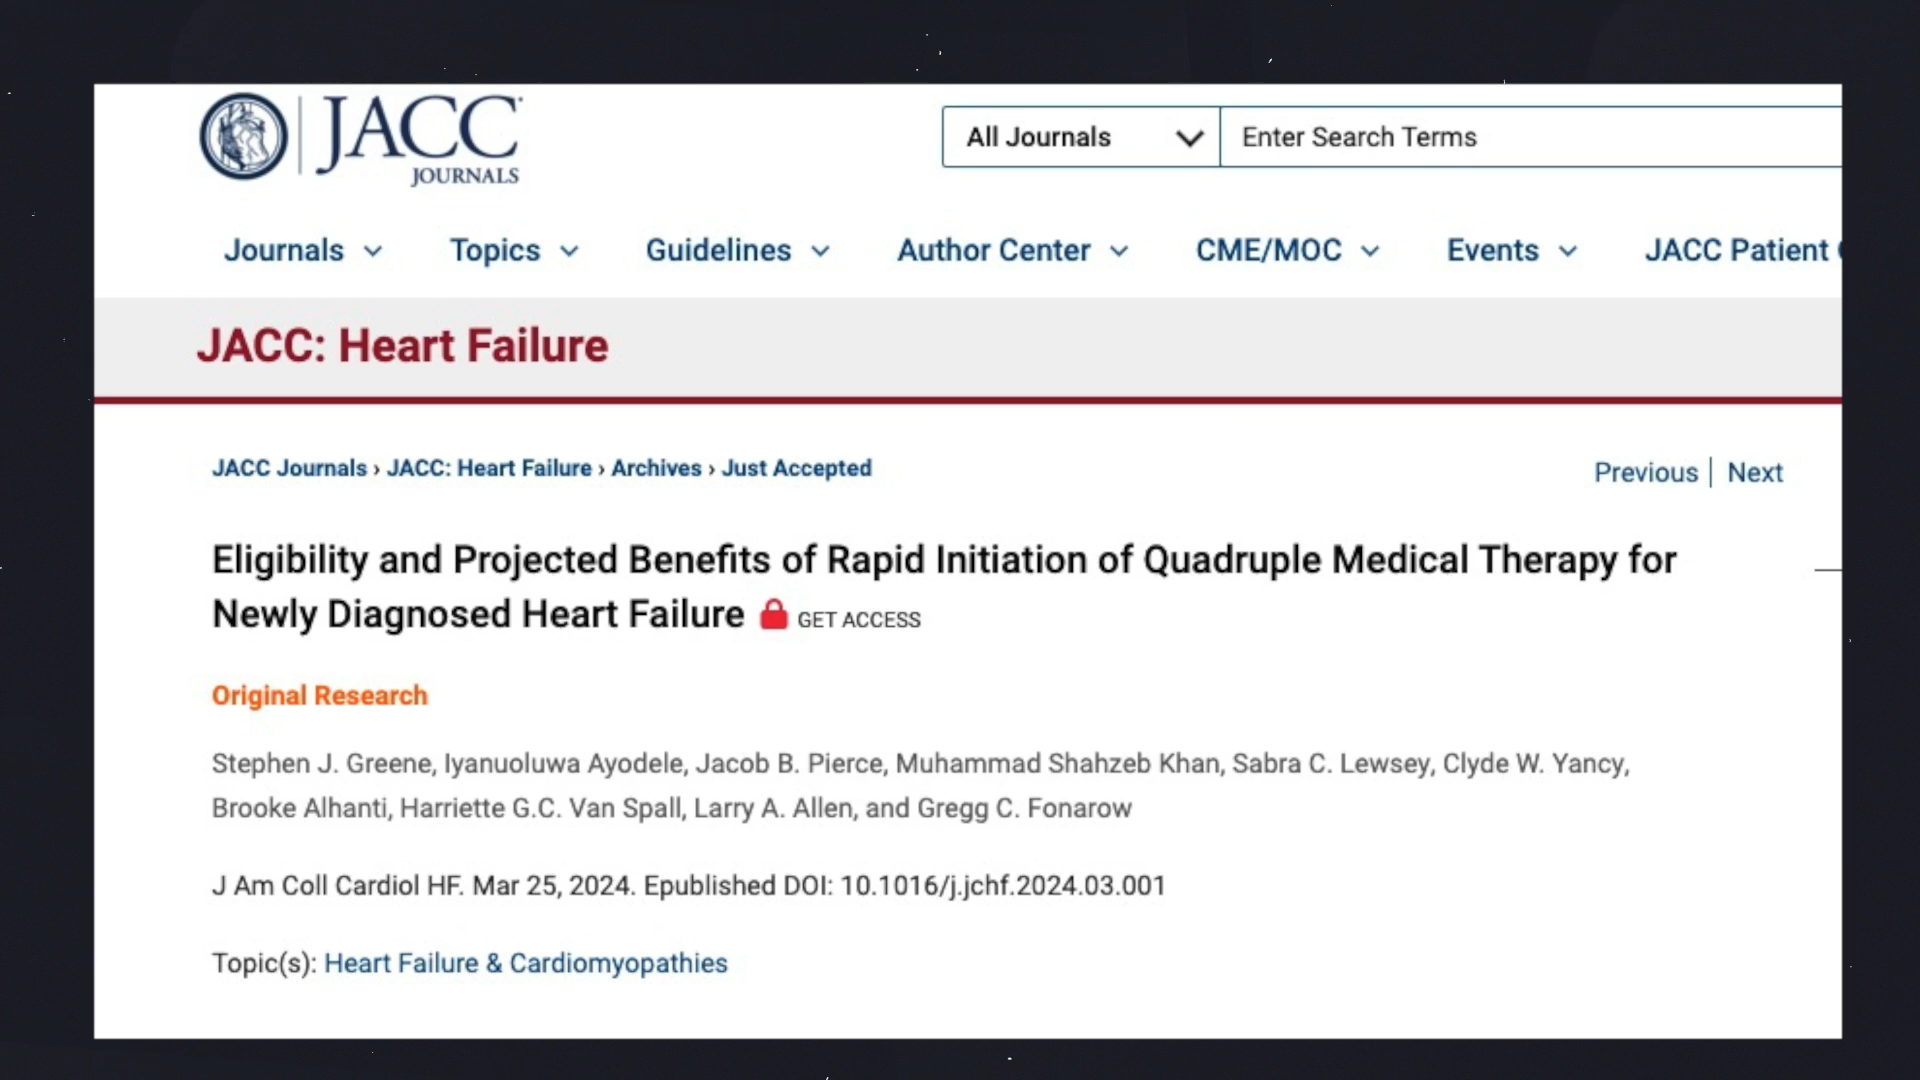 JACC
JOURNALS
All Journals
Enter Search Terms
Journals
Topics
Guidelines
Author Center
CME/MOC
Events
JACC Patient
JACC: Heart Failure
JACC Journals › JACC: Heart Failure › Archives › Just Accepted
Previous | Next
Eligibility and Projected Benefits of Rapid Initiation of Quadruple Medical Therapy for
Newly Diagnosed Heart Failure GET ACCESS
Original Research
Stephen J. Greene, Iyanuoluwa Ayodele, Jacob B. Pierce, Muhammad Shahzeb Khan, Sabra C. Lewsey, Clyde W. Yancy,
Brooke Alhanti, Harriette G.C. Van Spall, Larry A. Allen, and Gregg C. Fonarow
J Am Coll Cardiol HF. Mar 25, 2024. Epublished DOI: 10.1016/j.jchf.2024.03.001
Topic(s): Heart Failure & Cardiomyopathies